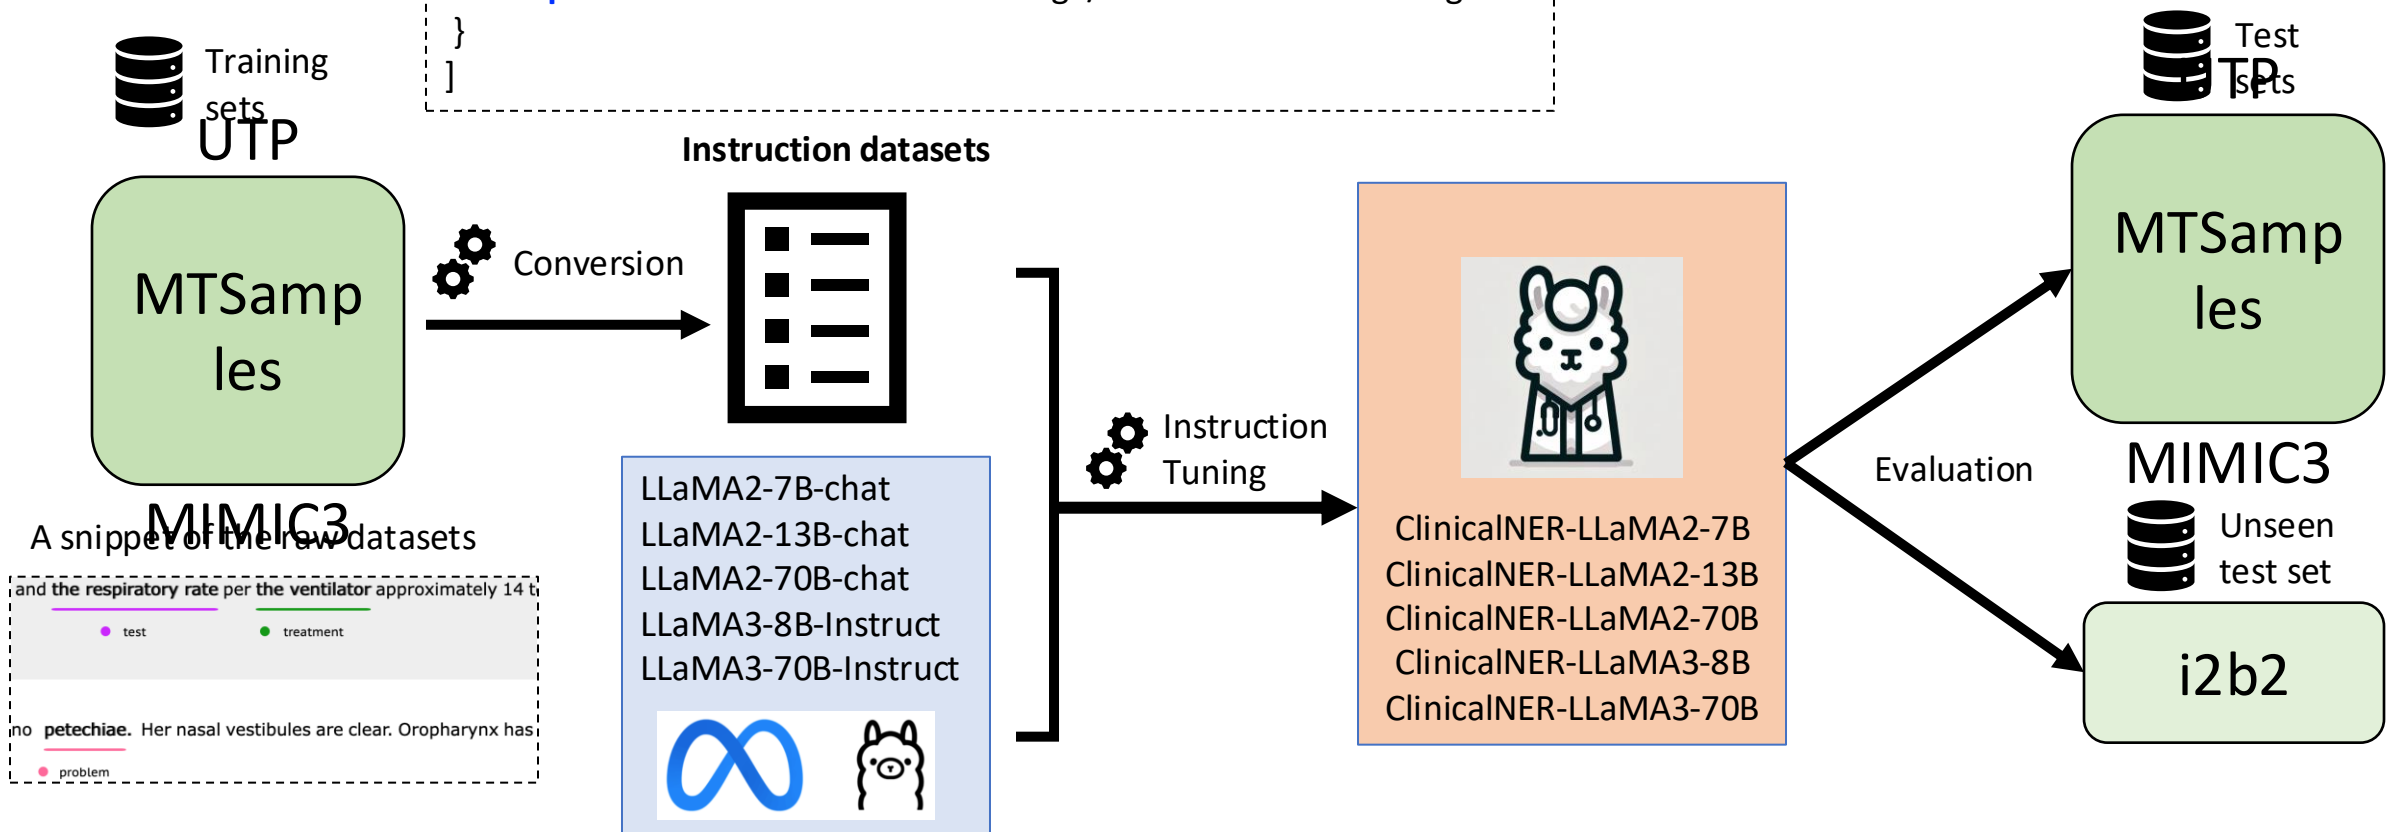 }
]
Training
sets
UTP
MTSamp
les
MIMIC3
A snippet of the raw datasets
and the respiratory rate per the ventilator approximately 14 t
test
treatment
no petechiae. Her nasal vestibules are clear. Oropharynx has
problem
Conversion
Instruction datasets
LLaMA2-7B-chat
LLaMA2-13B-chat
LLaMA2-70B-chat
LLaMA3-8B-Instruct
LLaMA3-70B-Instruct
Instruction
Tuning
ClinicalNER-LLaMA2-7B
ClinicalNER-LLaMA2-13B
ClinicalNER-LLaMA2-70B
ClinicalNER-LLaMA3-8B
ClinicalNER-LLaMA3-70B
Evaluation
Test
sets
UTP
MTSamp
les
MIMIC3
Unseen
test set
i2b2